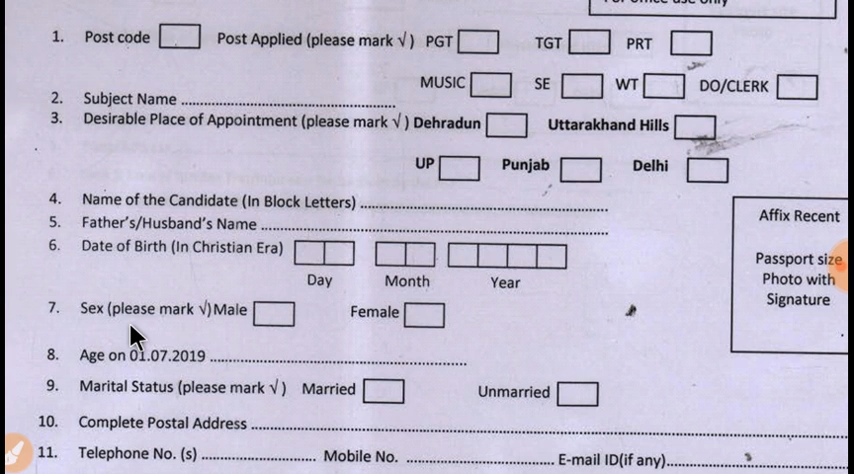 For Office use only
1. Post code Post Applied (please mark √ ) PGT TGT PRT
MUSIC SE WT DO/CLERK
2. Subject Name ................................................
3. Desirable Place of Appointment (please mark √ ) Dehradun Uttarakhand Hills
UP Punjab Delhi
4. Name of the Candidate (In Block Letters) ................................................
5. Father's/Husband's Name ................................................
6. Date of Birth (In Christian Era)
Day Month Year
Affix Recent
Passport size
Photo with
Signature
7. Sex (please mark √)Male Female
8. Age on 01.07.2019 ................................................
9. Marital Status (please mark √ ) Married Unmarried
10. Complete Postal Address ................................................
11. Telephone No. (s) ........................ Mobile No. ........................ E-mail ID(if any)........................